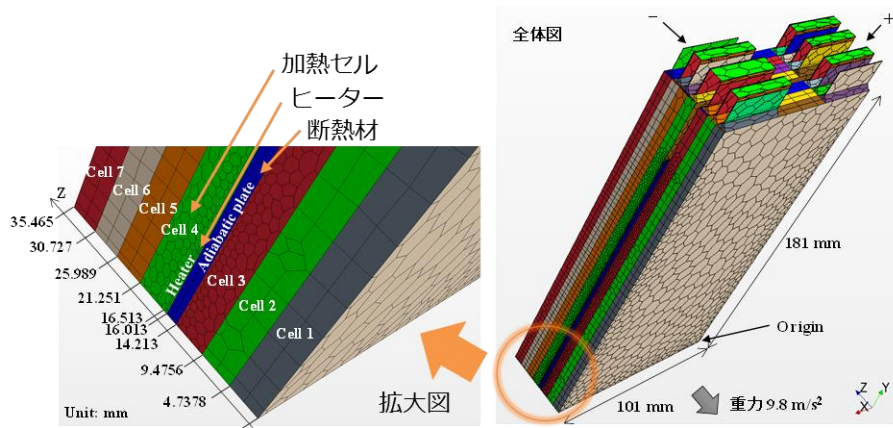 加熱セル
ヒーター
断熱材
Cell 7
Cell 6
Cell 5
Cell 4
Heater
Adiabatic plate
Cell 3
Cell 2
Cell 1
Z
35.465
30.727
25.989
21.251
16.513
16.013
14.213
9.4756
4.7378
Unit: mm
拡大図
全体図
−
+
181 mm
Origin
101 mm
重力 9.8 m/s²
Z
Y
X